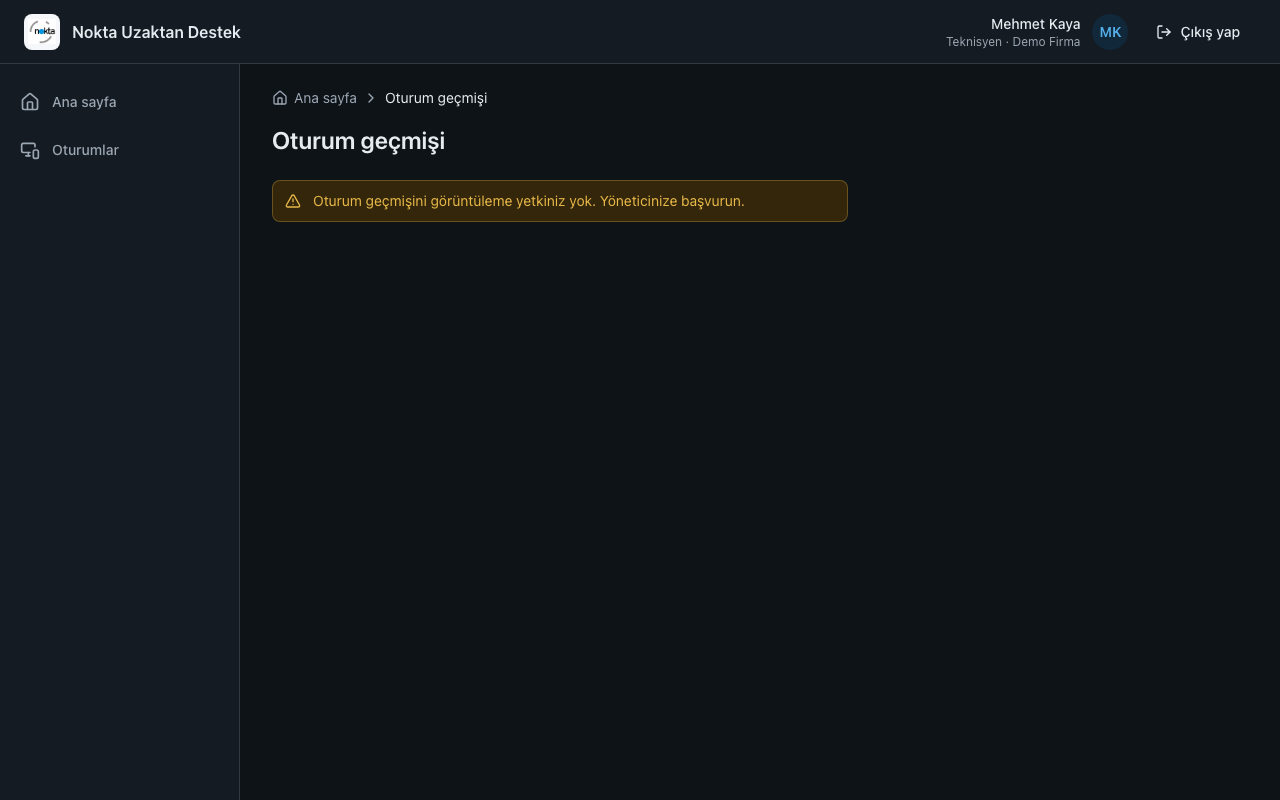 nokta
Nokta Uzaktan Destek
Mehmet Kaya
Teknisyen · Demo Firma
MK
Çıkış yap
Ana sayfa
Oturumlar
Ana sayfa
Oturum geçmişi
Oturum geçmişi
Oturum geçmişini görüntüleme yetkiniz yok. Yöneticinize başvurun.